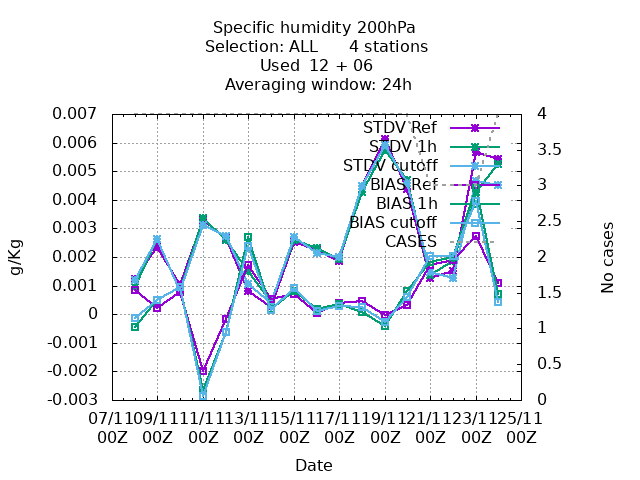 Specific humidity 200hPa
Selection: ALL 4 stations
Used 12 + 06
Averaging window: 24h
0.007
0.006
0.005
0.004
0.003
0.002
0.001
0
-0.001
-0.002
-0.003
g/Kg
STDV Ref
STDV 1h
STDV cutoff
BIAS Ref
BIAS 1h
BIAS cutoff
CASES
4
3.5
3
2.5
2
1.5
1
0.5
0
No cases
07/11 09/11 11/11 13/11 15/11 17/11 19/11 21/11 23/11 25/11
00Z 00Z 00Z 00Z 00Z 00Z 00Z 00Z 00Z 00Z
Date